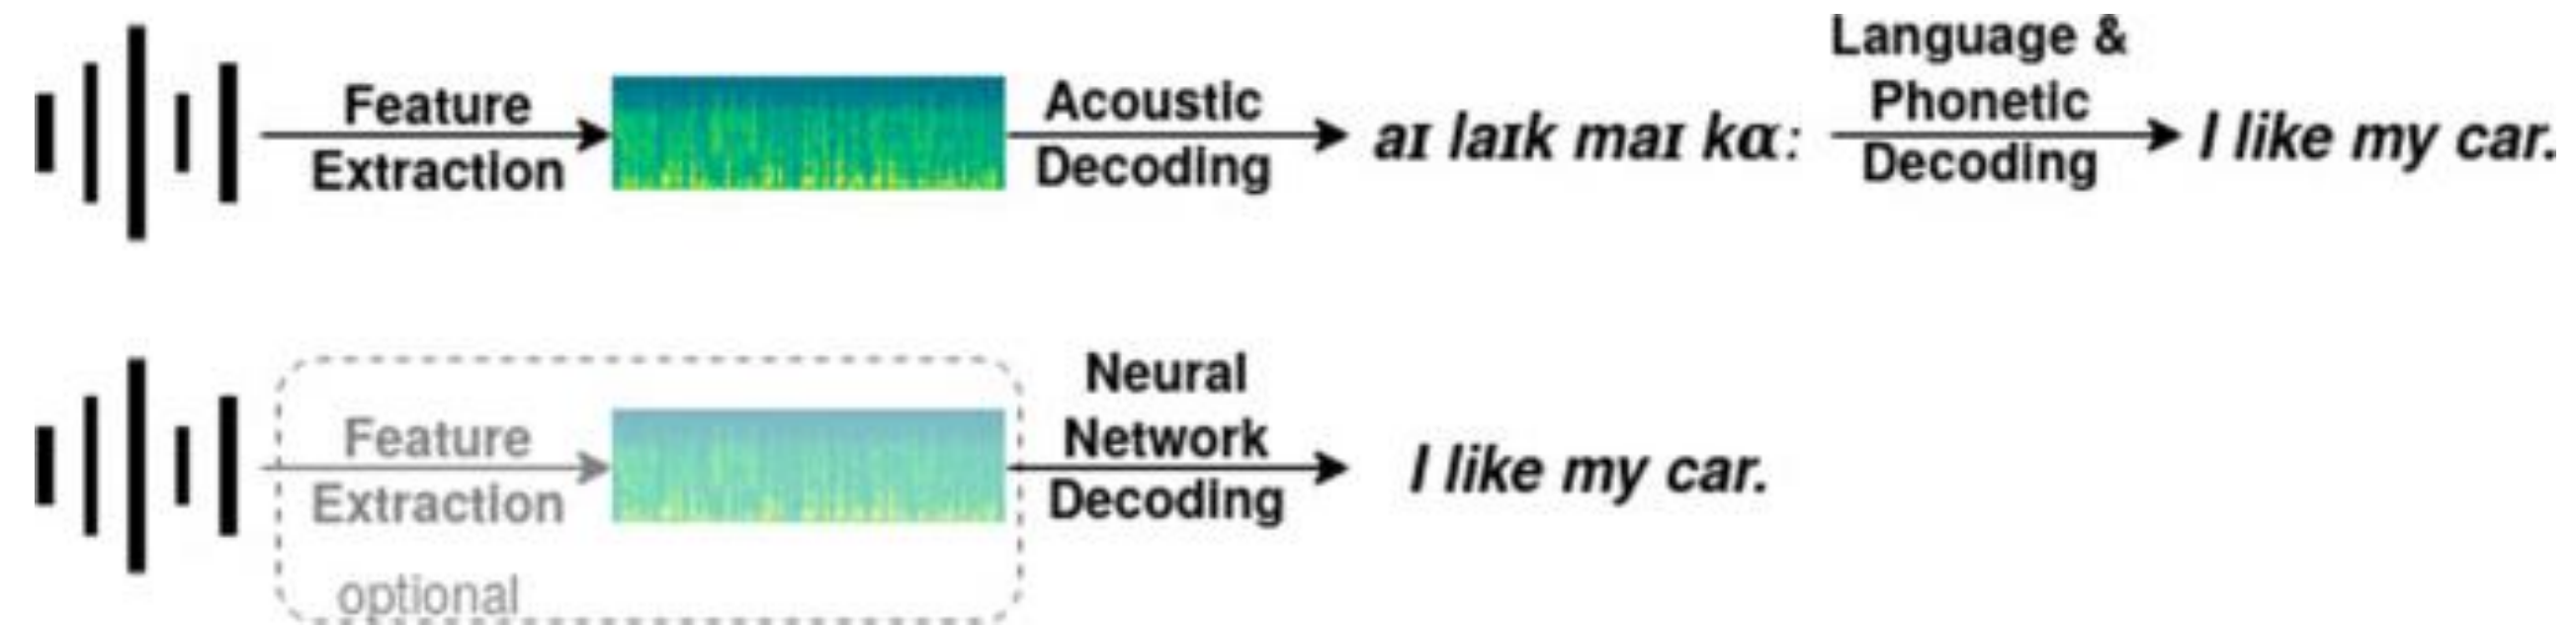 Feature
Extraction
Acoustic
Decoding
aɪ laɪk maɪ kɑ:
Language &
Phonetic
Decoding
I like my car.
Feature
Extraction
optional
Neural
Network
Decoding
I like my car.